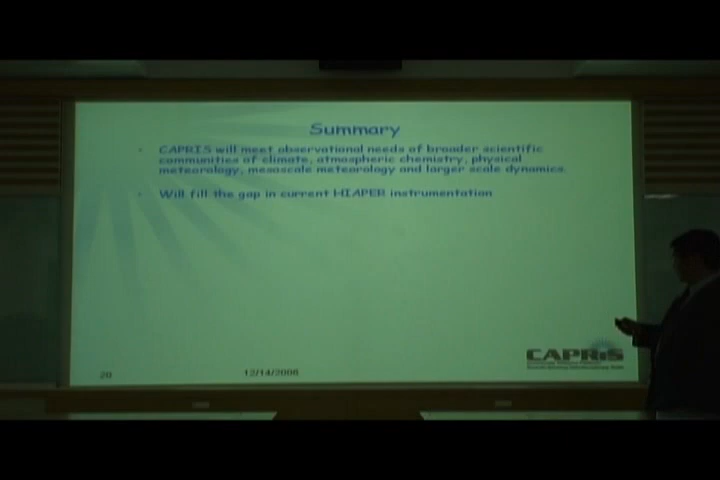 Summary
CAPRIS will meet observational needs of broader scientific
communities of climate, atmospheric chemistry, physical
meteorology, mesoscale meteorology and larger scale dynamics.
Will fill the gap in current HIAPER instrumentation
CAPRiS
20
12/14/2006